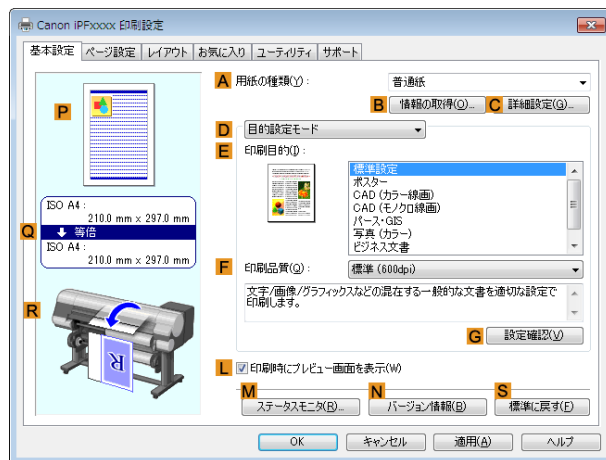 Canon iPFxxxx 印刷設定
基本設定 ページ設定 レイアウト お気に入り ユーティリティ サポート
A 用紙の種類(Y): 普通紙
B 情報の取得(O)... C 詳細設定(G)...
P
D 目的設定モード
E 印刷目的(I):
標準設定
ポスター
CAD (カラー線画)
CAD (モノクロ線画)
パース・GIS
写真 (カラー)
ビジネス文書
ISO A4 :
210.0 mm x 297.0 mm
Q 等倍
ISO A4 :
210.0 mm x 297.0 mm
F 印刷品質(Q): 標準 (600dpi)
文字/画像/グラフィックスなどの混在する一般的な文書を適切な設定で
印刷します。
R
R
G 設定確認(V)
L 印刷時にプレビュー画面を表示(W)
M N S
ステータスモニタ(R)... バージョン情報(B) 標準に戻す(E)
OK キャンセル 適用(A) ヘルプ